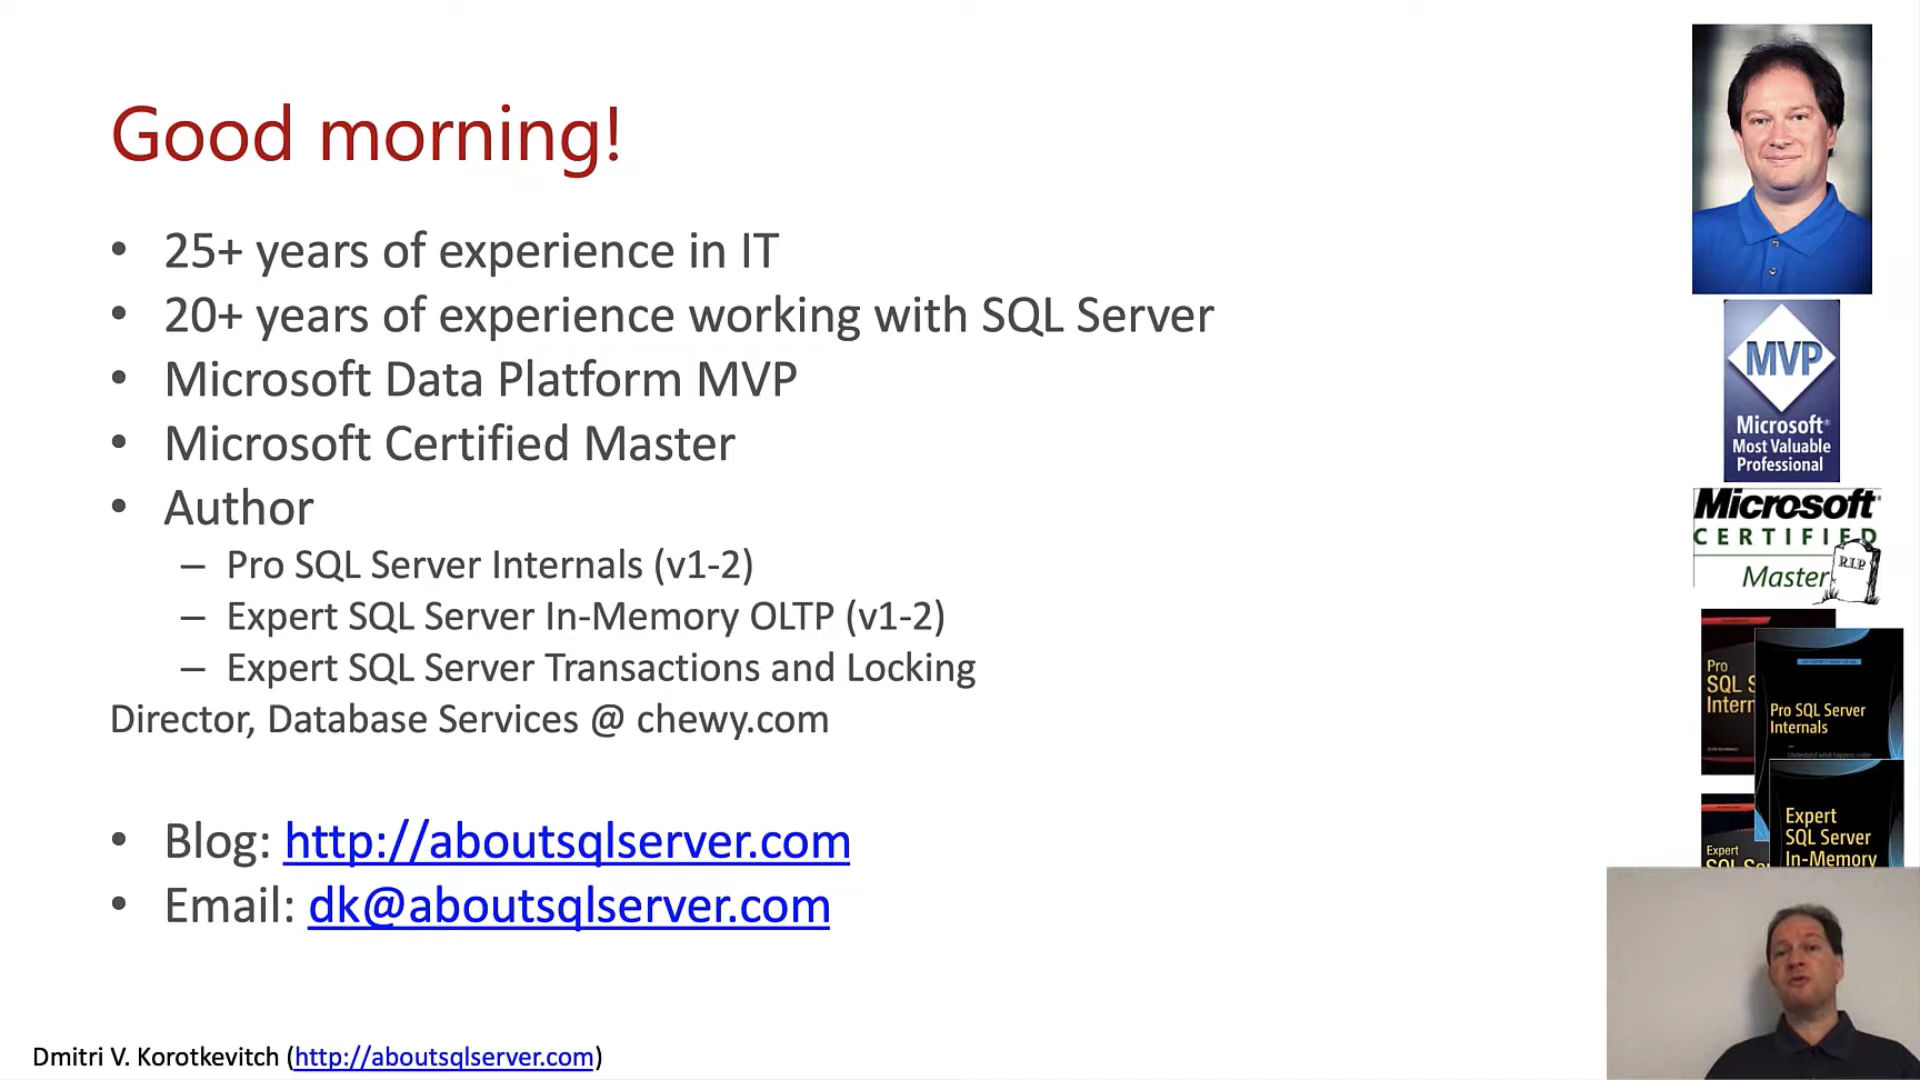 Good morning!
• 25+ years of experience in IT
• 20+ years of experience working with SQL Server
• Microsoft Data Platform MVP
• Microsoft Certified Master
• Author
– Pro SQL Server Internals (v1-2)
– Expert SQL Server In-Memory OLTP (v1-2)
– Expert SQL Server Transactions and Locking
Director, Database Services @ chewy.com
• Blog: http://aboutsqlserver.com
• Email: dk@aboutsqlserver.com
Dmitri V. Korotkevitch (http://aboutsqlserver.com)
MVP
Microsoft®
Most Valuable
Professional
Microsoft
CERTIFIED
Master
R.I.P.
Pro
SQL
Pro SQL Server
Internals
Expert
Expert
SQL Server
In-Memory